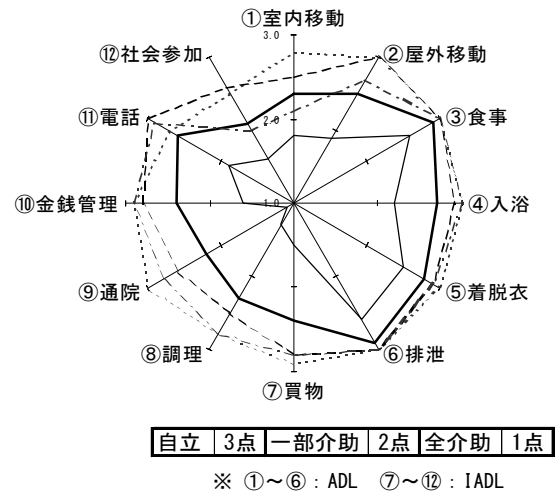 ①室内移動
3.0
⑫社会参加
②屋外移動
⑪電話
2.0
③食事
⑩金銭管理
1.0
④入浴
⑨通院
⑤着脱衣
⑧調理
⑥排泄
⑦買物
自立 3点 一部介助 2点 全介助 1点
※ ①～⑥：ADL ⑦～⑫：IADL